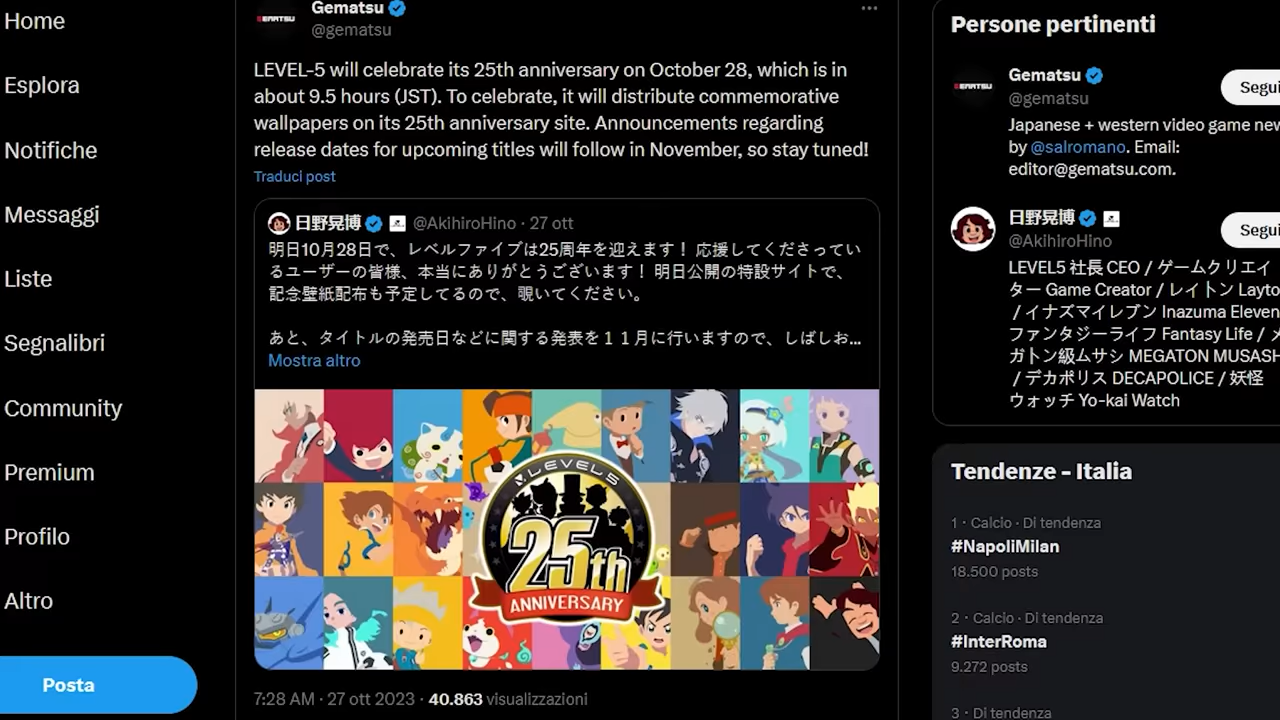 Home
Esplora
Notifiche
Messaggi
Liste
Segnalibri
Community
Premium
Profilo
Altro
Posta
GEMATSU
Gematsu
@gematsu
LEVEL-5 will celebrate its 25th anniversary on October 28, which is in
about 9.5 hours (JST). To celebrate, it will distribute commemorative
wallpapers on its 25th anniversary site. Announcements regarding
release dates for upcoming titles will follow in November, so stay tuned!
Traduci post
日野晃博 @AkihiroHino · 27 ott
明日10月28日で、レベルファイブは25周年を迎えます！ 応援してくださってい
るユーザーの皆様、本当にありがとうございます！ 明日公開の特設サイトで、
記念壁紙配布も予定してるので、覗いてください。
あと、タイトルの発売日などに関する発表を１１月に行いますので、しばしお...
Mostra altro
LEVEL5
25th
ANNIVERSARY
7:28 AM · 27 ott 2023 · 40.863 visualizzazioni
Persone pertinenti
GEMATSU
Gematsu
@gematsu
Segui
Japanese + western video game new
by @salromano. Email:
editor@gematsu.com.
日野晃博
@AkihiroHino
Segui
LEVEL5 社長 CEO / ゲームクリエイ
ター Game Creator / レイトン Layto
/ イナズマイレブン Inazuma Eleven
ファンタジーライフ Fantasy Life / メ
ガトン級ムサシ MEGATON MUSASH
/ デカポリス DECAPOLICE / 妖怪
ウォッチ Yo-kai Watch
Tendenze - Italia
1 · Calcio · Di tendenza
#NapoliMilan
18.500 posts
2 · Calcio · Di tendenza
#InterRoma
9.272 posts
3 · Di tendenza